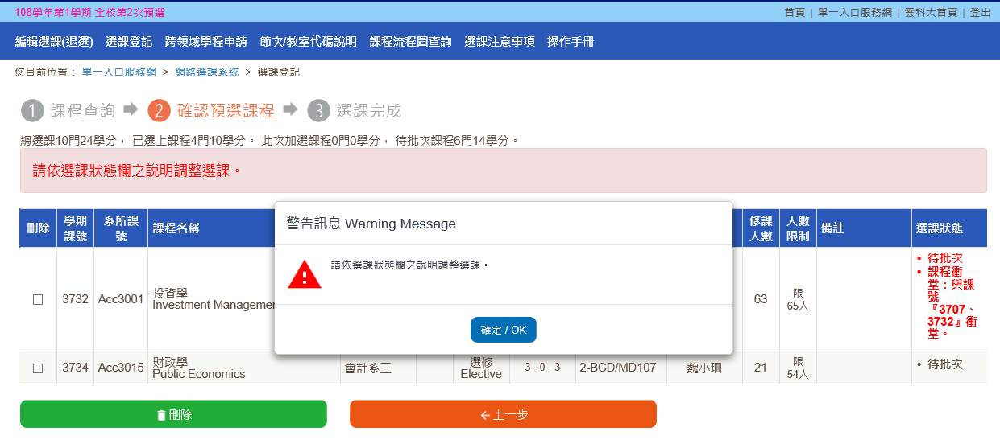 108學年第1學期 全校第2次預選
首頁 | 單一入口服務網 | 雲科大首頁 | 登出
編輯選課(退選) 選課登記 跨領域學程申請 節次/教室代碼說明 課程流程圖查詢 選課注意事項 操作手冊
您目前位置： 單一入口服務網 > 網路選課系統 > 選課登記
1 課程查詢 2 確認預選課程 3 選課完成
總選課10門24學分， 已選上課程4門10學分。 此次加選課程0門0學分， 待批次課程6門14學分。
請依選課狀態欄之說明調整選課。
警告訊息 Warning Message
請依選課狀態欄之說明調整選課。
確定 / OK
刪除 學期課號 系所課號 課程名稱 修課人數 人數限制 備註 選課狀態
3732 Acc3001 投資學
Investment Managemen
63 限
65人
• 待批次
• 課程衝
堂：與課
號
『3707、
3732』衝
堂。
3734 Acc3015 財政學
Public Economics
會計系三 選修
Elective
3 - 0 - 3 2-BCD/MD107 魏小珊 21 限
54人
• 待批次
刪除
上一步